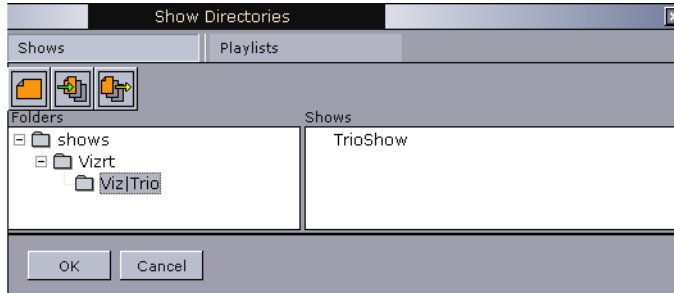 Show Directories
Shows
Playlists
Folders
Shows
shows
TrioShow
Vizrt
Viz|Trio
OK
Cancel